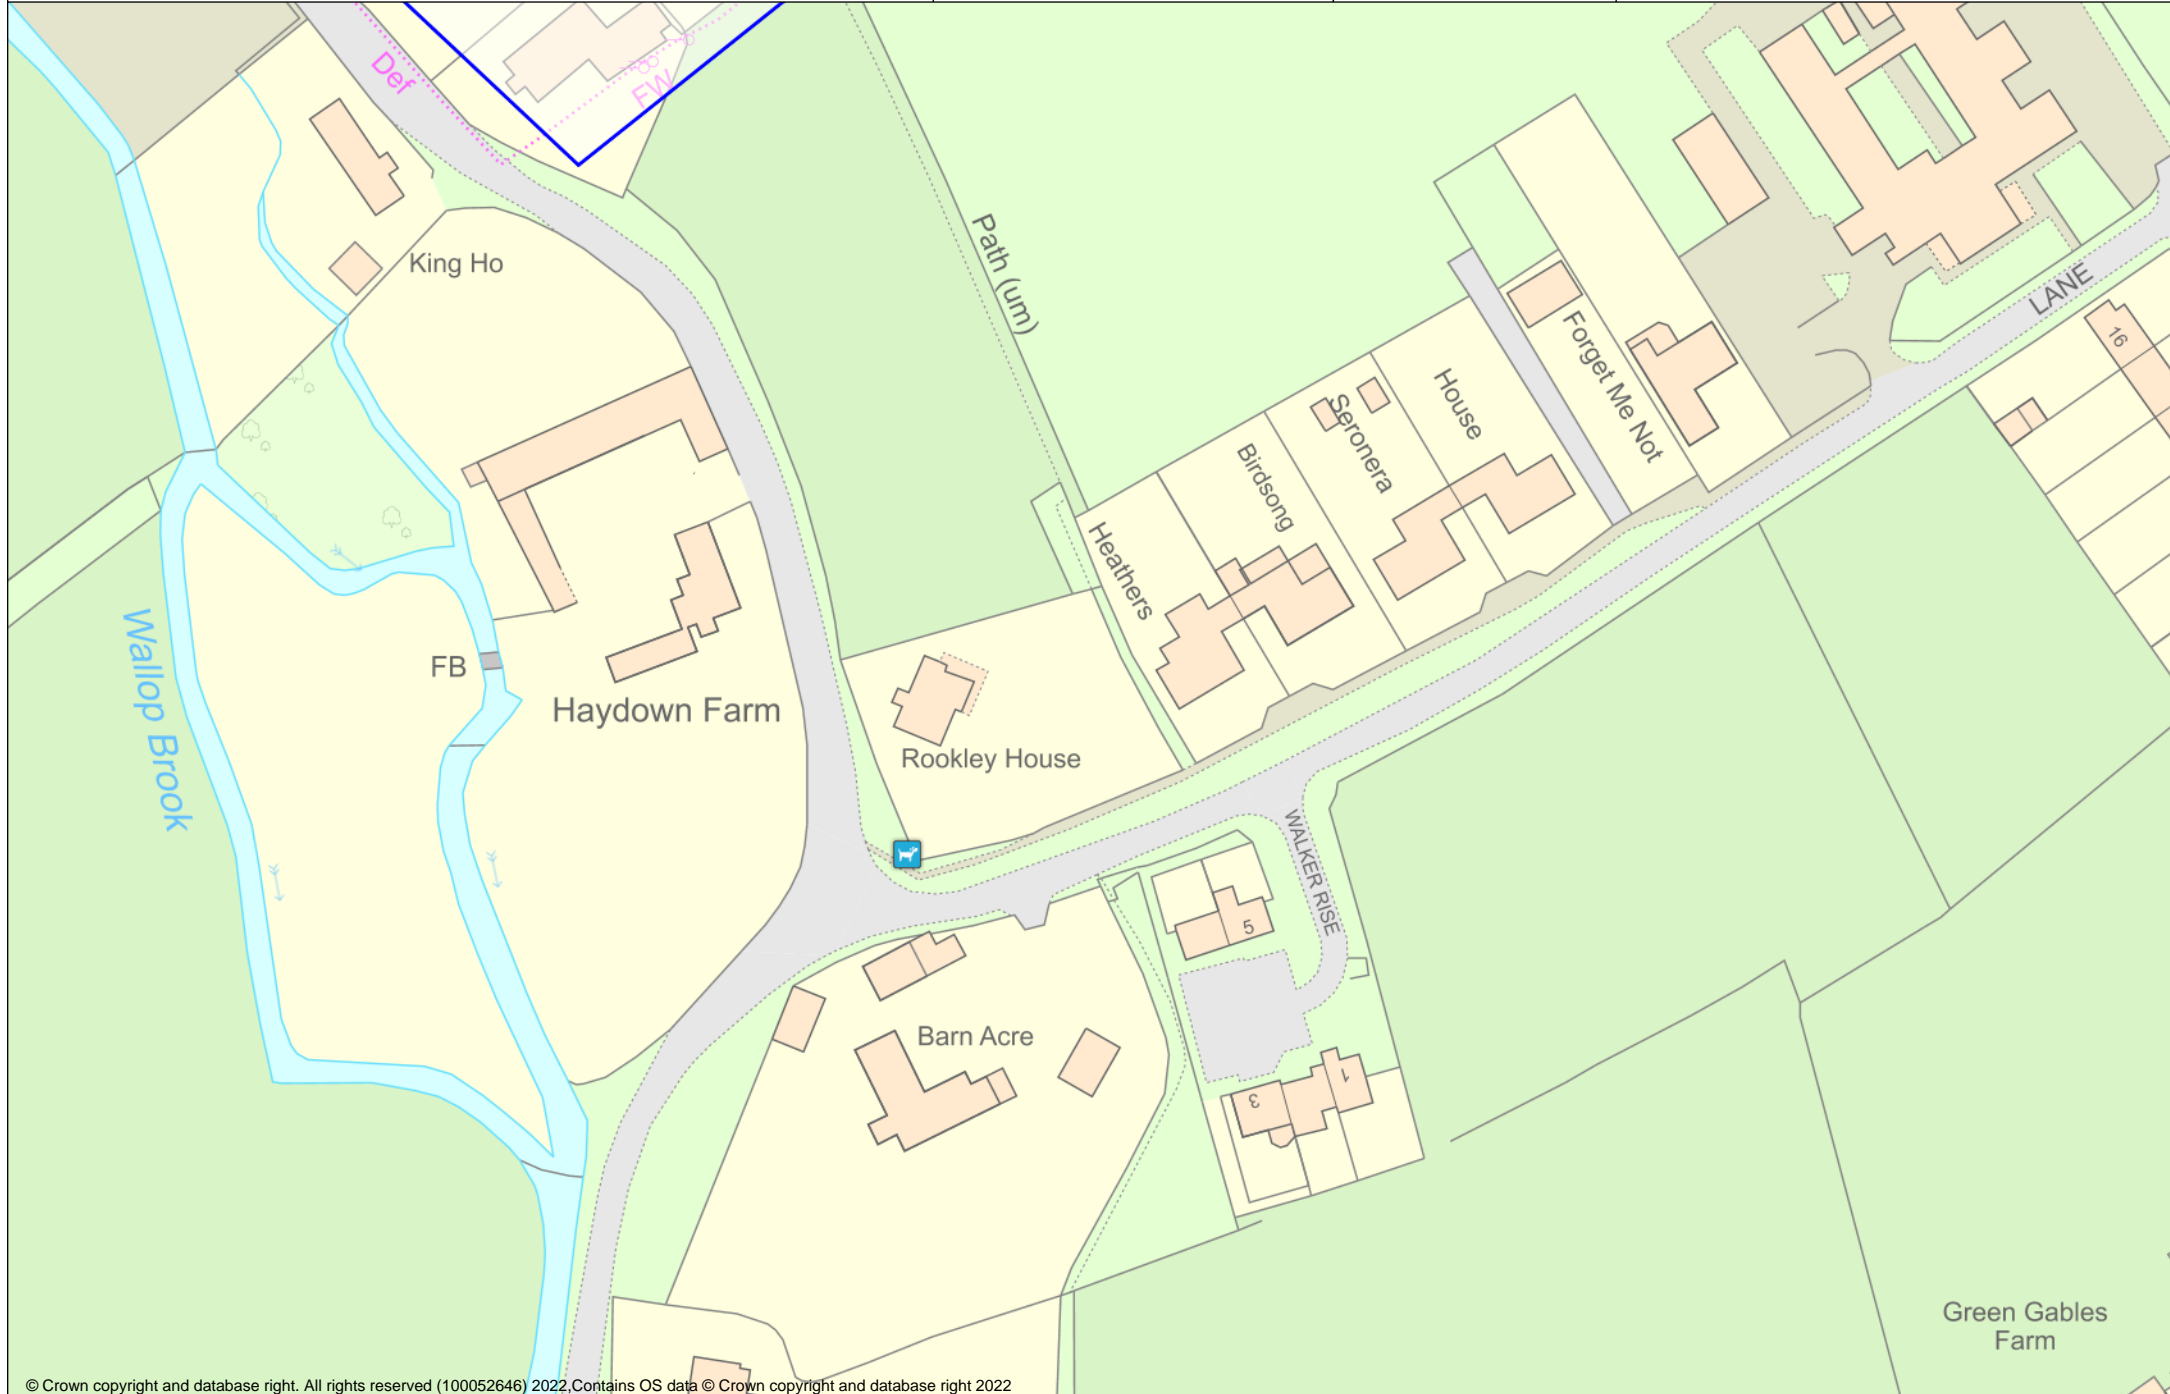 Def
FW
Path (um)
King Ho
LANE
16
Forget Me Not
House
Seronera
Birdsong
Heathers
Wallop Brook
FB
Haydown Farm
Rookley House
WALKER RISE
5
Barn Acre
1
3
Green Gables
Farm
© Crown copyright and database right. All rights reserved (100052646) 2022,Contains OS data © Crown copyright and database right 2022